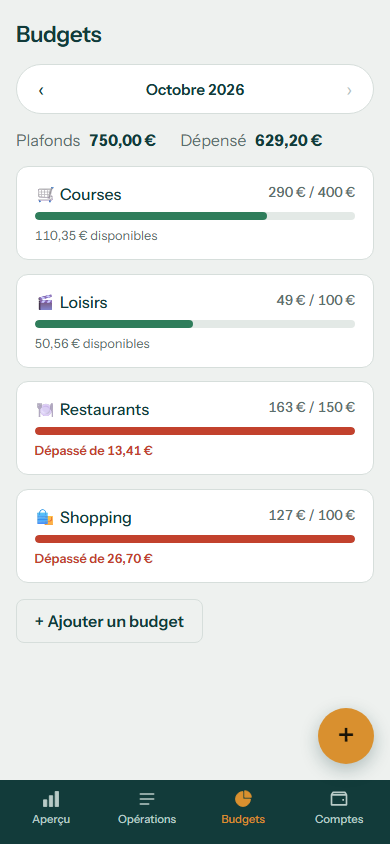 Budgets
‹ Octobre 2026 ›
Plafonds 750,00 € Dépensé 629,20 €
Courses 290 € / 400 €
110,35 € disponibles
Loisirs 49 € / 100 €
50,56 € disponibles
Restaurants 163 € / 150 €
Dépassé de 13,41 €
Shopping 127 € / 100 €
Dépassé de 26,70 €
+ Ajouter un budget
+
Aperçu Opérations Budgets Comptes